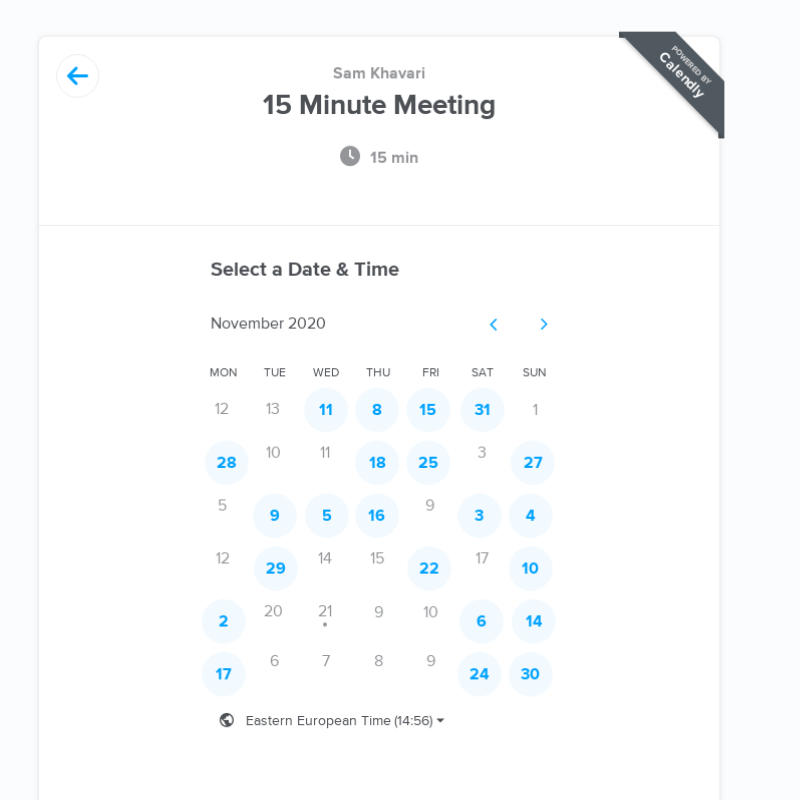 POWERED BY
Calendly
Sam Khavari
15 Minute Meeting
15 min
Select a Date & Time
November 2020
MON TUE WED THU FRI SAT SUN
12 13 11 8 15 31 1
28 10 11 18 25 3 27
5 9 5 16 9 3 4
12 29 14 15 22 17 10
2 20 21 9 10 6 14
17 6 7 8 9 24 30
Eastern European Time (14:56)